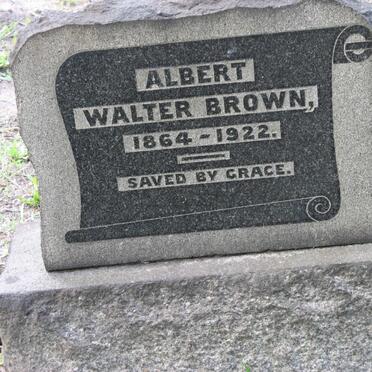 ALBERT
WALTER BROWN,
1864 - 1922.
SAVED BY GRACE.